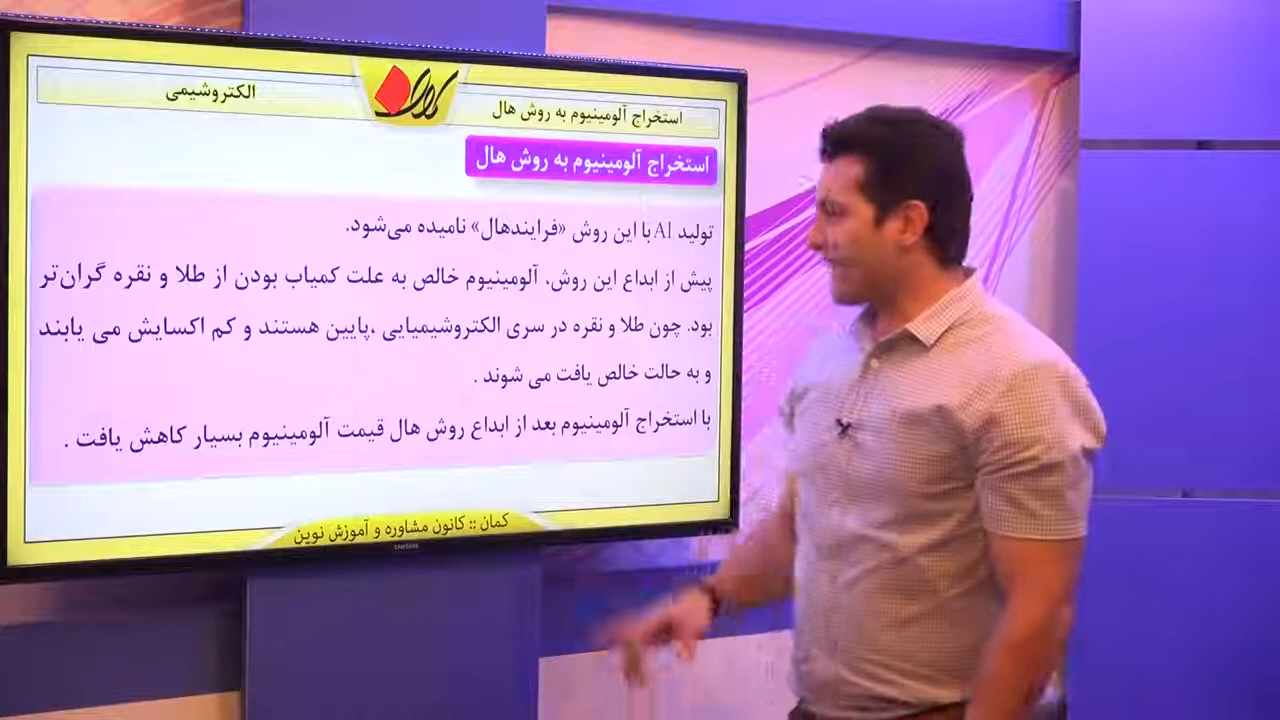 استخراج آلومینیوم به روش هال
الکتروشیمی
استخراج آلومینیوم به روش هال
تولید Al با این روش «فرایندهال» نامیده می‌شود.
پیش از ابداع این روش، آلومینیوم خالص به علت کمیاب بودن از طلا و نقره گران‌تر
بود. چون طلا و نقره در سری الکتروشیمیایی ،پایین هستند و کم اکسایش می یابند
و به حالت خالص یافت می شوند .
با استخراج آلومینیوم بعد از ابداع روش هال قیمت آلومینیوم بسیار کاهش یافت .
کمان :: کانون مشاوره و آموزش نوین
SAMSUNG